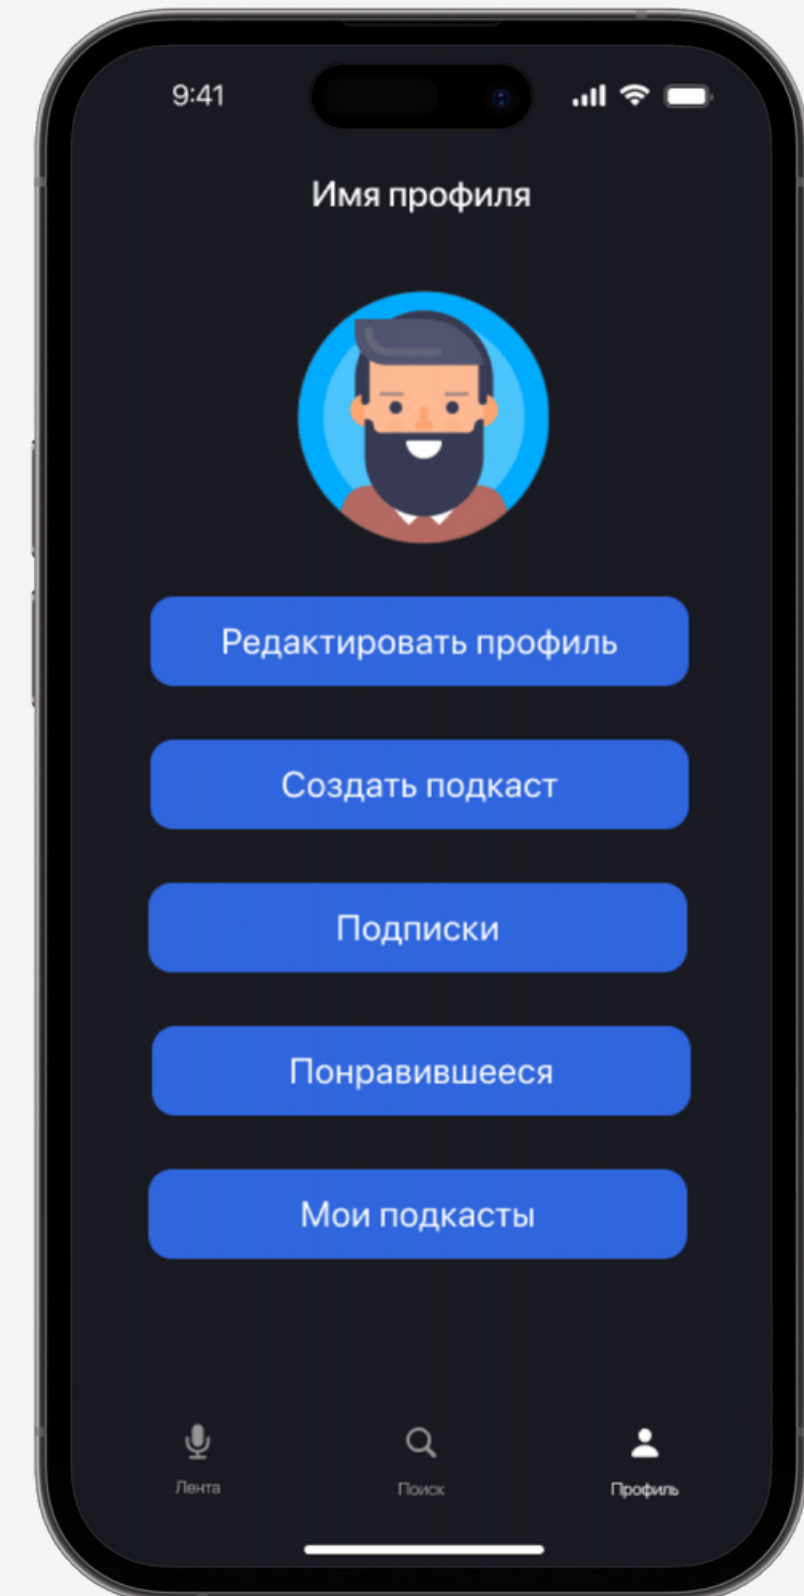 9:41
Имя профиля
Редактировать профиль
Создать подкаст
Подписки
Понравившееся
Мои подкасты
Лента
Поиск
Профиль